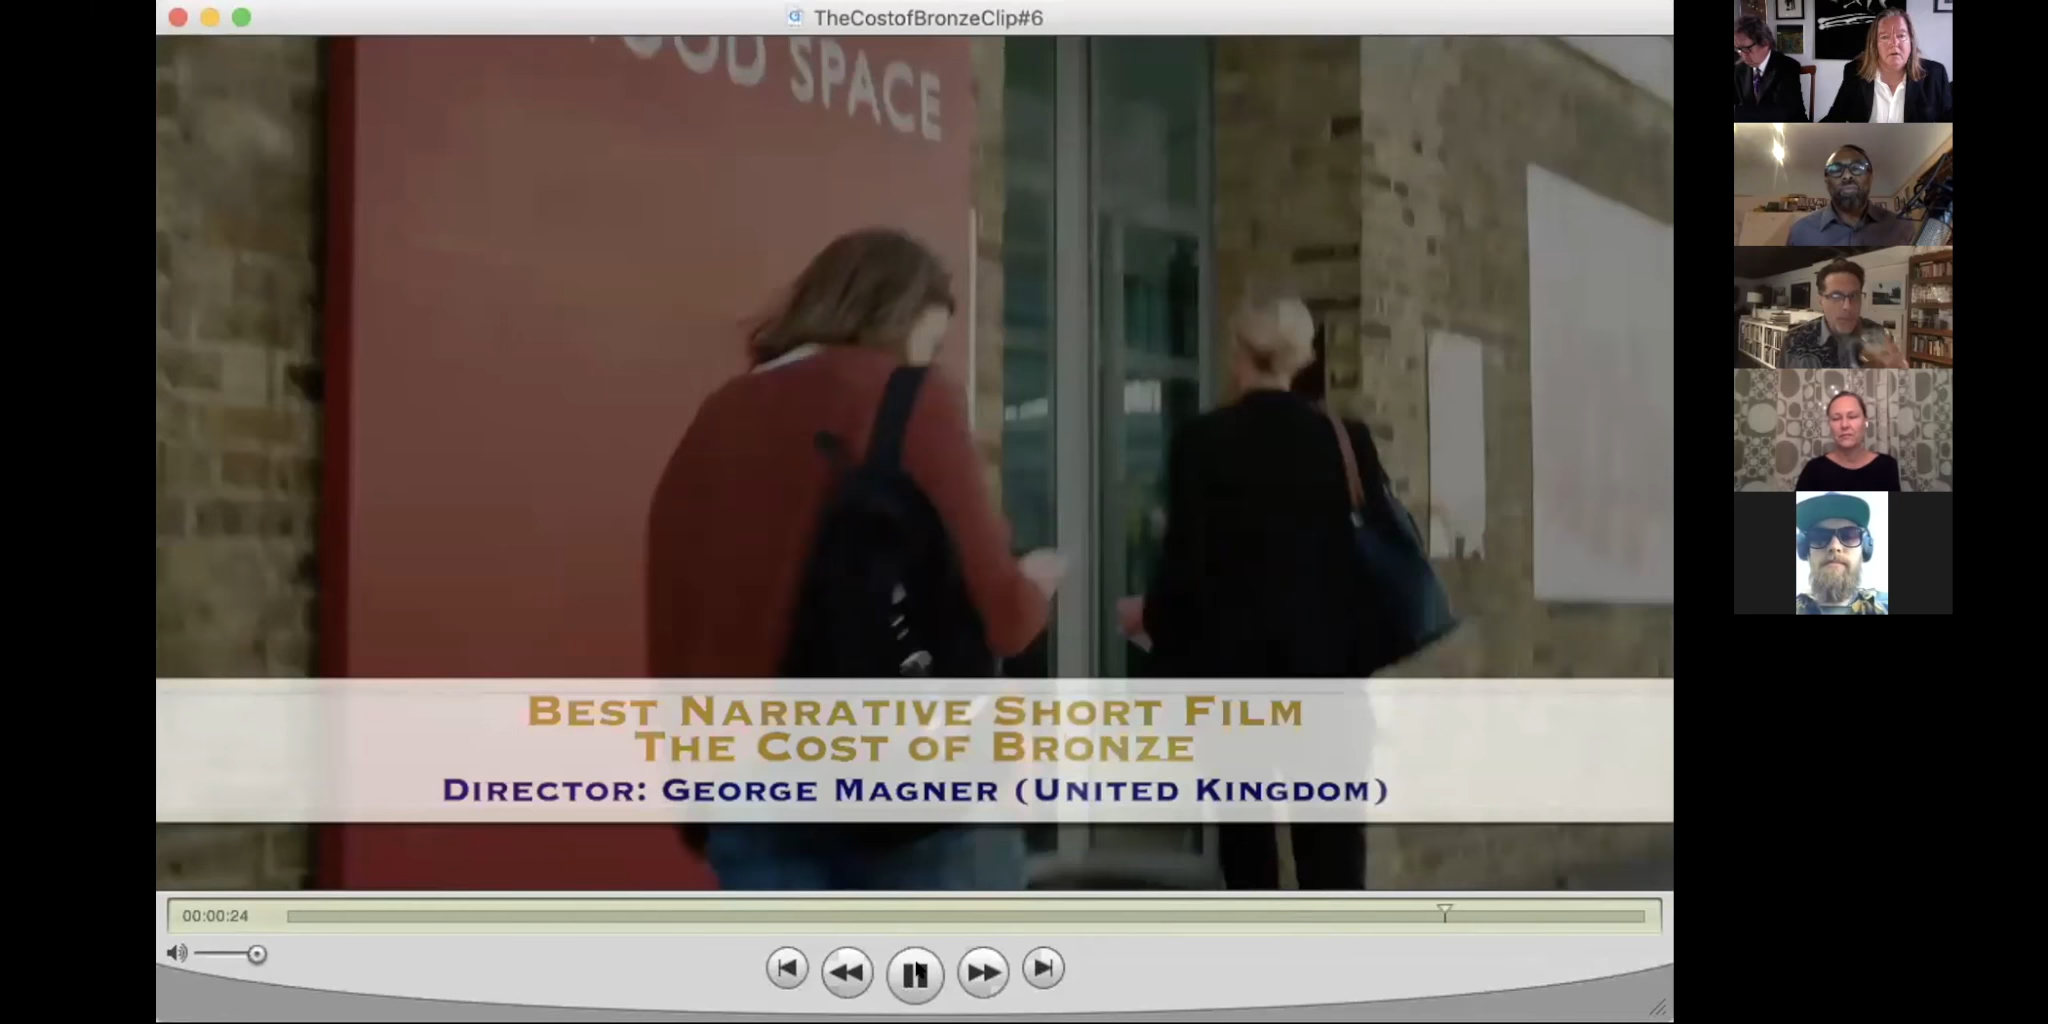 TheCostofBronzeClip#6
OOD SPACE
BEST NARRATIVE SHORT FILM
THE COST OF BRONZE
DIRECTOR: GEORGE MAGNER (UNITED KINGDOM)
00:00:24